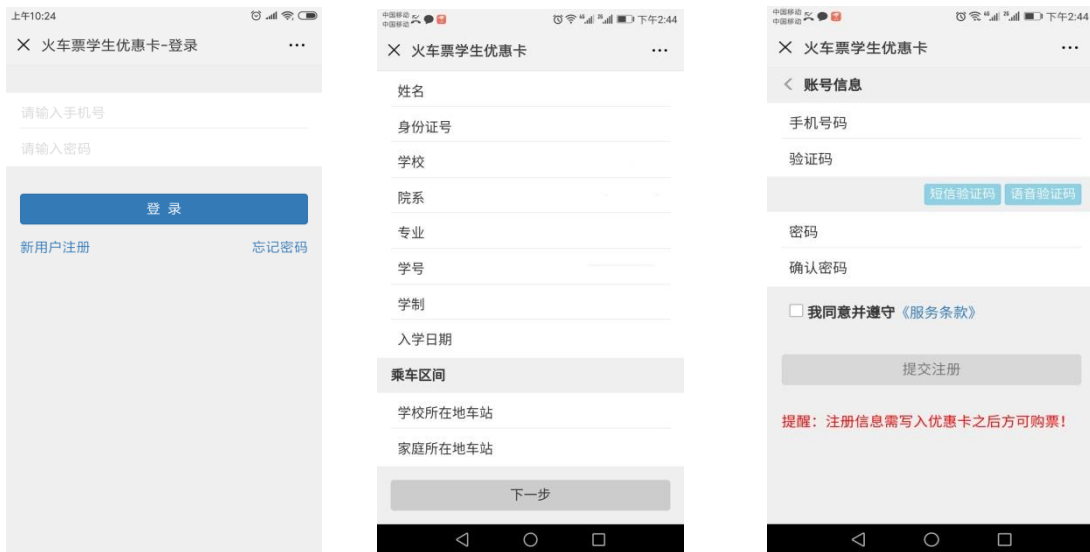 上午10:24
火车票学生优惠卡-登录
请输入手机号
请输入密码
登 录
新用户注册 忘记密码
中国移动
中国移动
下午2:44
火车票学生优惠卡
姓名
身份证号
学校
院系
专业
学号
学制
入学日期
乘车区间
学校所在地车站
家庭所在地车站
下一步
中国移动
中国移动
下午2:44
火车票学生优惠卡
账号信息
手机号码
验证码
短信验证码 语音验证码
密码
确认密码
我同意并遵守《服务条款》
提交注册
提醒：注册信息需写入优惠卡之后方可购票！